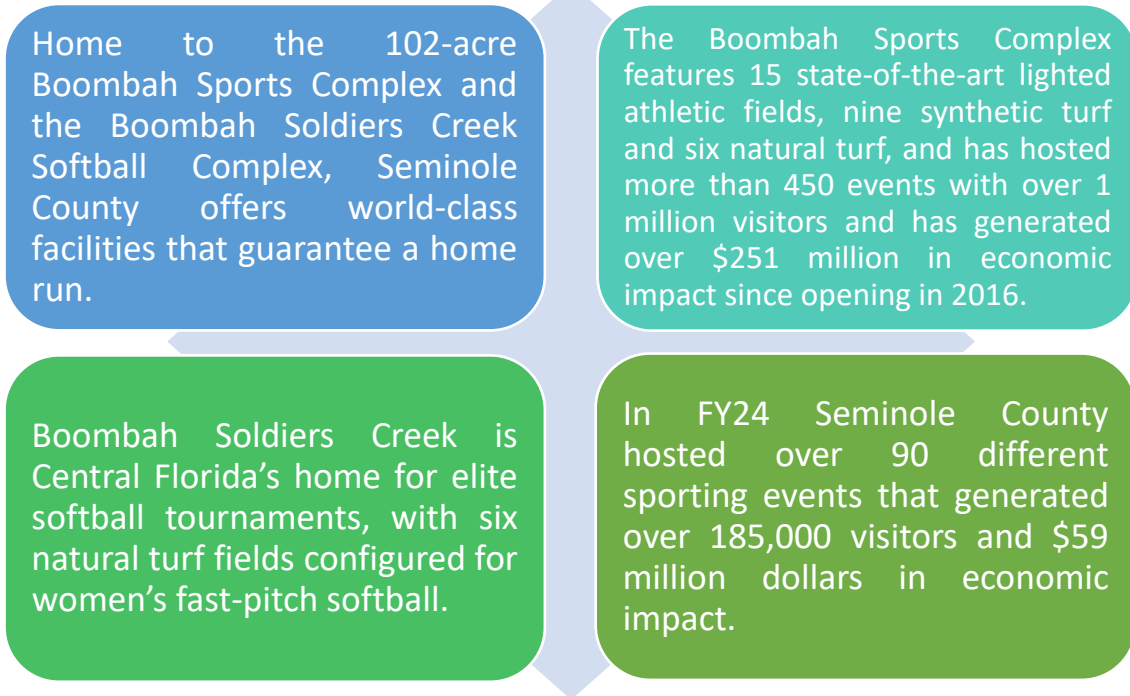 Home to the 102-acre
Boombah Sports Complex and
the Boombah Soldiers Creek
Softball Complex, Seminole
County offers world-class
facilities that guarantee a home
run.
The Boombah Sports Complex
features 15 state-of-the-art lighted
athletic fields, nine synthetic turf
and six natural turf, and has hosted
more than 450 events with over 1
million visitors and has generated
over $251 million in economic
impact since opening in 2016.
Boombah Soldiers Creek is
Central Florida’s home for elite
softball tournaments, with six
natural turf fields configured for
women’s fast-pitch softball.
In FY24 Seminole County
hosted over 90 different
sporting events that generated
over 185,000 visitors and $59
million dollars in economic
impact.